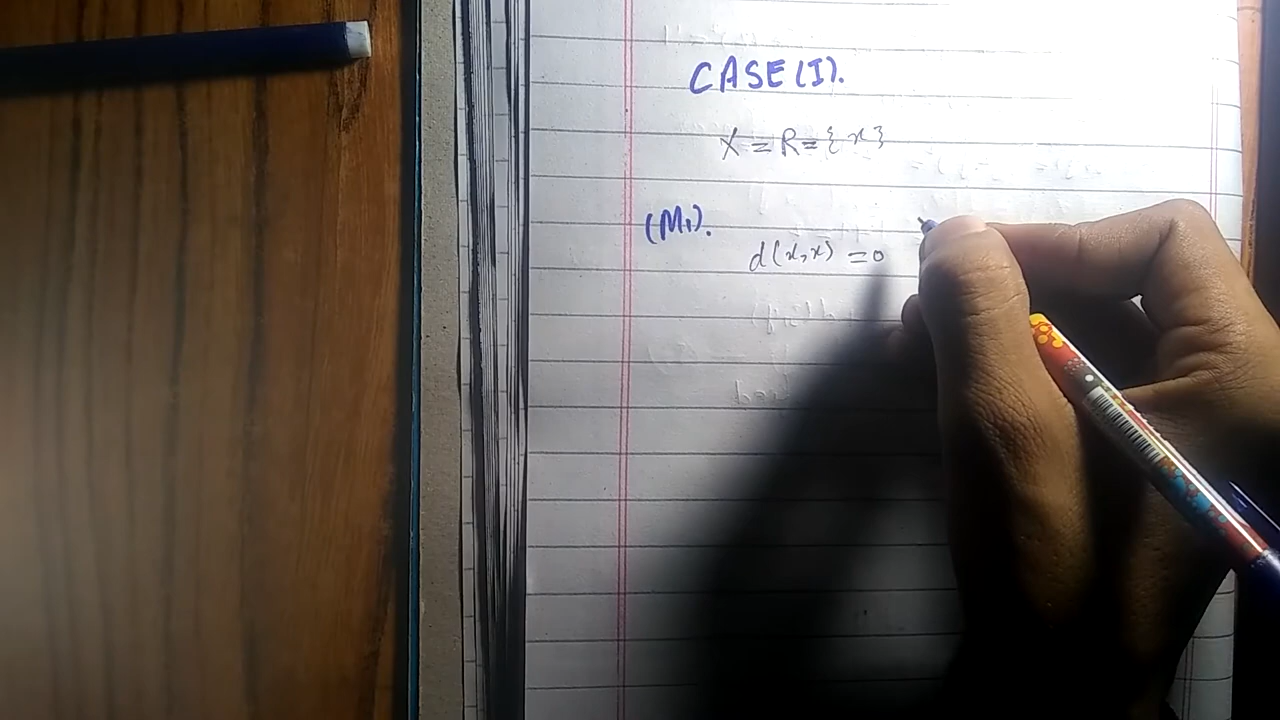 CASE (I).
X = R = { x }
(M₁).
d(x,x) = 0